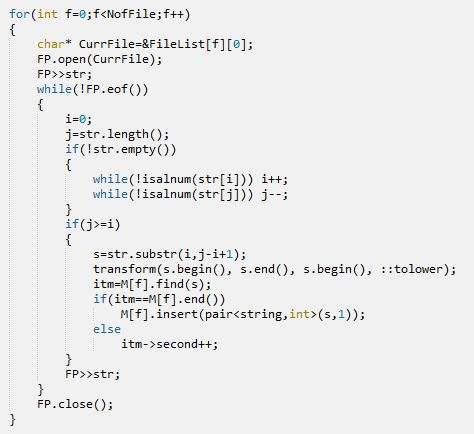 for(int f=0;f<NofFile;f++)
{
    char* CurrFile=&FileList[f][0];
    FP.open(CurrFile);
    FP>>str;
    while(!FP.eof())
    {
        i=0;
        j=str.length();
        if(!str.empty())
        {
            while(!isalnum(str[i])) i++;
            while(!isalnum(str[j])) j--;
        }
        if(j>=i)
        {
            s=str.substr(i,j-i+1);
            transform(s.begin(), s.end(), s.begin(), ::tolower);
            itm=M[f].find(s);
            if(itm==M[f].end())
                M[f].insert(pair<string,int>(s,1));
            else
                itm->second++;
        }
        FP>>str;
    }
    FP.close();
}